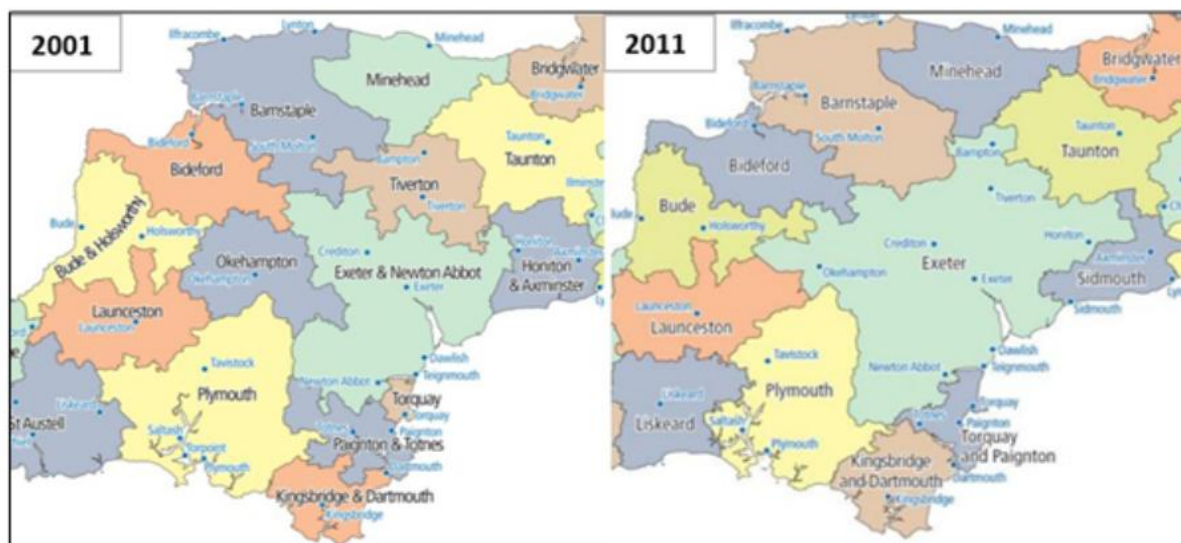 2001
Ilfracombe
Lynton
Minehead
Minehead
Bridgwater
Bridgwater
Barnstaple
Barnstaple
Bideford
South Molton
Taunton
Taunton
Bideford
Bampton
Tiverton
Tiverton
Bude
Bude & Holsworthy
Holsworthy
Okehampton
Okehampton
Crediton
Exeter & Newton Abbot
Exeter
Honiton
Axminster
Honiton
& Axminster
Launceston
Launceston
Tavistock
Plymouth
Newton Abbot
Dawlish
Teignmouth
Torquay
Torquay
St Austell
Liskeard
Saltash
Torpoint
Plymouth
Totnes
Paignton
Paignton & Totnes
Dartmouth
Kingsbridge & Dartmouth
Kingsbridge
2011
Ilfracombe
Minehead
Minehead
Bridgwater
Bridgwater
Barnstaple
Barnstaple
Bideford
South Molton
Taunton
Taunton
Bideford
Bampton
Tiverton
Bude
Holsworthy
Crediton
Exeter
Exeter
Honiton
Axminster
Sidmouth
Sidmouth
Okehampton
Launceston
Launceston
Tavistock
Plymouth
Newton Abbot
Dawlish
Teignmouth
Liskeard
Liskeard
Saltash
Plymouth
Totnes
Torquay
Paignton
Torquay
and Paignton
Kingsbridge
and Dartmouth
Dartmouth
Kingsbridge